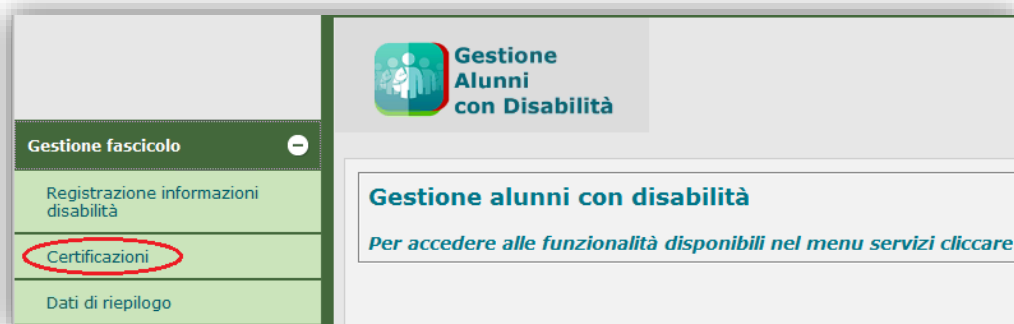 Gestione
Alunni
con Disabilità
Gestione fascicolo
Registrazione informazioni
disabilità
Certificazioni
Dati di riepilogo
Gestione alunni con disabilità
Per accedere alle funzionalità disponibili nel menu servizi cliccare